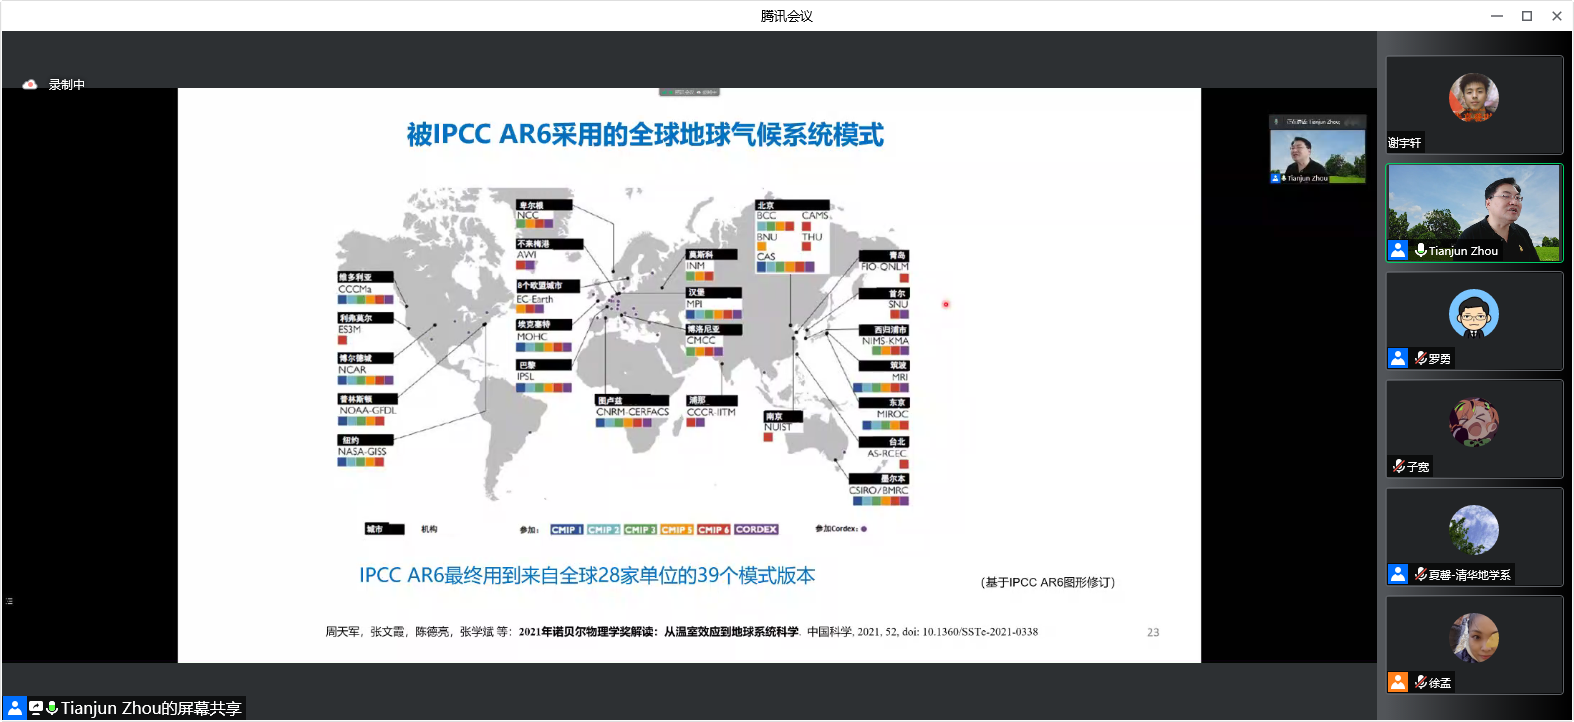 腾讯会议
录制中
被IPCC AR6采用的全球地球气候系统模式
卑尔根
NCC
不来梅港
AWI
8个欧盟城市
EC-Earth
埃克塞特
MOHC
巴黎
IPSL
维多利亚
CCCMa
利弗莫尔
E3SM
博尔德城
NCAR
普林斯顿
NOAA-GFDL
纽约
NASA-GISS
莫斯科
INM
汉堡
MPI
博洛尼亚
CMCC
图卢兹
CNRM-CERFACS
浦那
CCCR-IITM
北京
BCC CAMS
BNU THU
CAS
南京
NUIST
青岛
FIO-QNLM
首尔
SNU
西归浦市
NIMS-KMA
筑波
MRI
东京
MIROC
台北
AS-RCEC
墨尔本
CSIRO/BMRC
城市 机构 参加: CMIP 1 CMIP 2 CMIP 3 CMIP 5 CMIP 6 CORDEX 参加Cordex:
IPCC AR6最终用到来自全球28家单位的39个模式版本
(基于IPCC AR6图形修订)
周天军，张文霞，陈德亮，张学斌 等：2021年诺贝尔物理学奖解读：从温室效应到地球系统科学. 中国科学, 2021, 52, doi: 10.1360/SSTe-2021-0338
23
Tianjun Zhou
谢宇轩
Tianjun Zhou
罗勇
子宽
夏馨-清华地学系
徐孟
Tianjun Zhou的屏幕共享